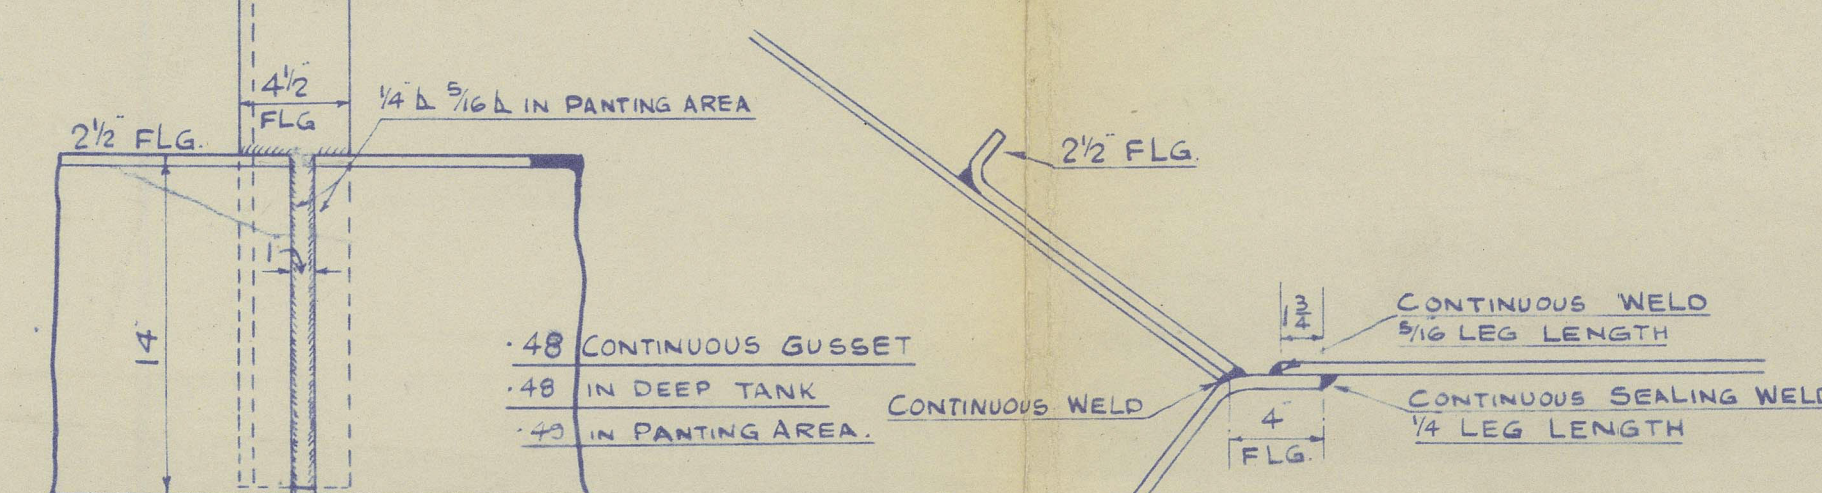 4½" FLG
¼" ⊿ 5/16 ⊿ IN PANTING AREA
2½" FLG.
1"
14"
.48 CONTINUOUS GUSSET
.48 IN DEEP TANK
IN PANTING AREA.
2½" FLG.
1¾"
CONTINUOUS WELD
5/16 LEG LENGTH
CONTINUOUS WELD
CONTINUOUS SEALING WELD
¼" LEG LENGTH
4"
FLG.